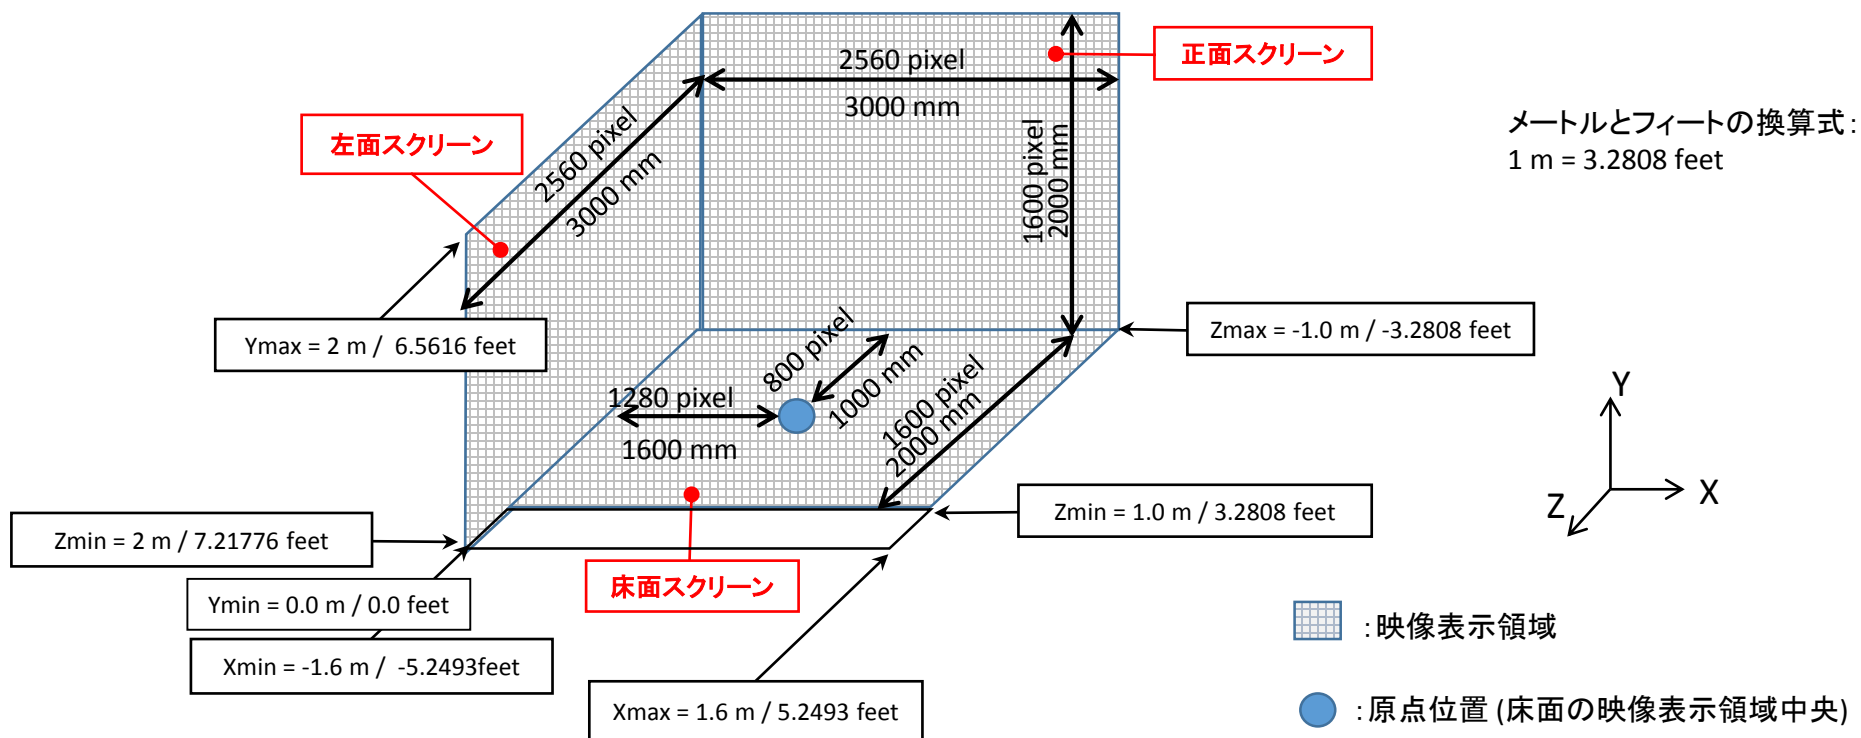 2560 pixel
3000 mm
正面スクリーン
メートルとフィートの換算式:
1 m = 3.2808 feet
左面スクリーン
2560 pixel
3000 mm
1600 pixel
2000 mm
Ymax = 2 m / 6.5616 feet
Zmax = -1.0 m / -3.2808 feet
800 pixel
1000 mm
1280 pixel
1600 mm
1600 pixel
2000 mm
Y
X
Z
Zmin = 2 m / 7.21776 feet
Zmin = 1.0 m / 3.2808 feet
床面スクリーン
Ymin = 0.0 m / 0.0 feet
Xmin = -1.6 m / -5.2493feet
Xmax = 1.6 m / 5.2493 feet
:映像表示領域
:原点位置 (床面の映像表示領域中央)